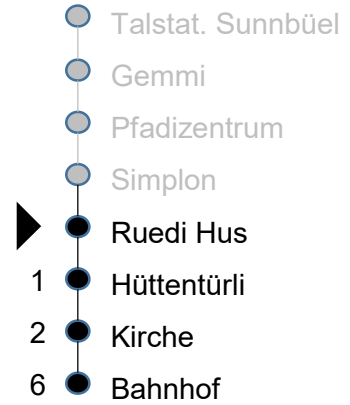 Talstat. Sunnbüel
Gemmi
Pfadizentrum
Simplon
Ruedi Hus
1 Hüttentürli
2 Kirche
6 Bahnhof